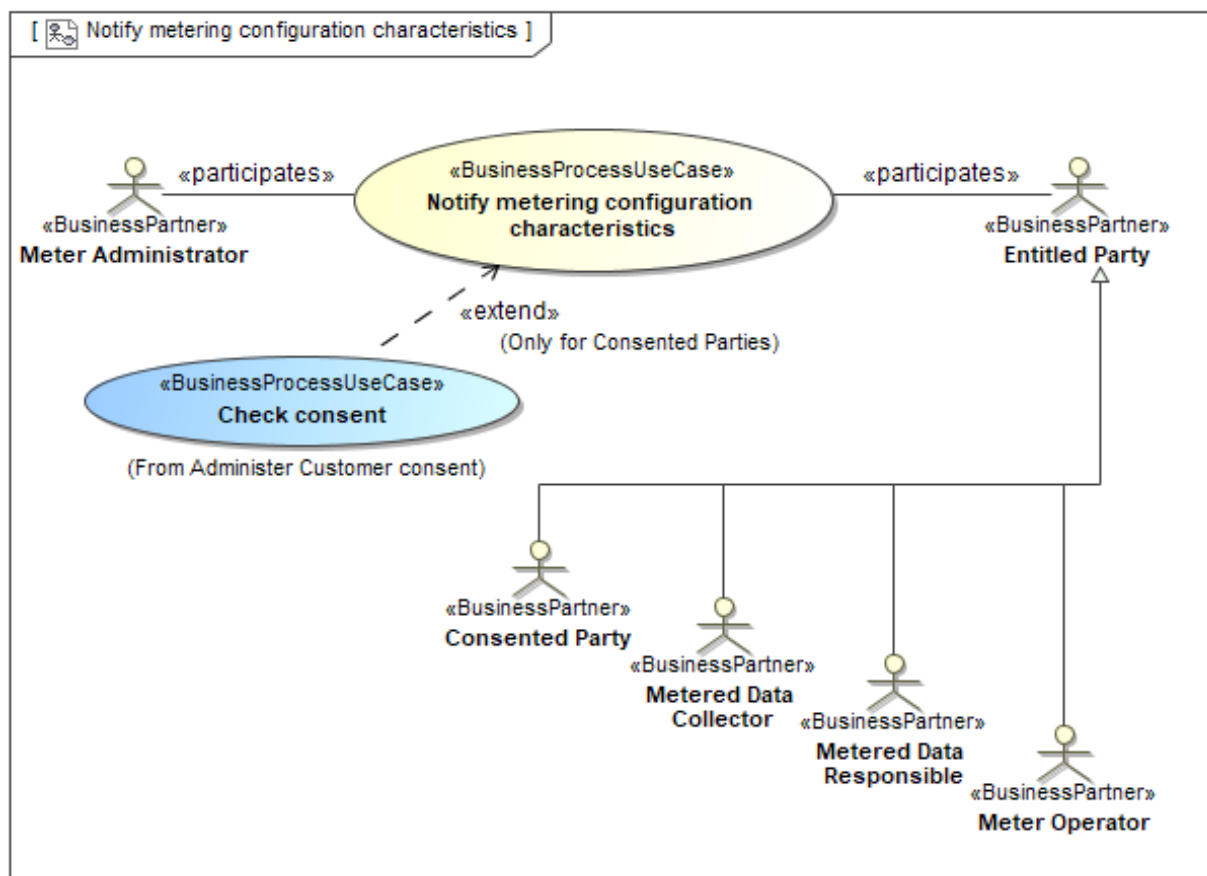 [ Notify metering configuration characteristics ]
«participates»
«BusinessProcessUseCase»
Notify metering configuration
characteristics
«participates»
«BusinessPartner»
Meter Administrator
«BusinessPartner»
Entitled Party
«extend»
(Only for Consented Parties)
«BusinessProcessUseCase»
Check consent
(From Administer Customer consent)
«BusinessPartner»
Consented Party
«BusinessPartner»
Metered Data
Collector
«BusinessPartner»
Metered Data
Responsible
«BusinessPartner»
Meter Operator